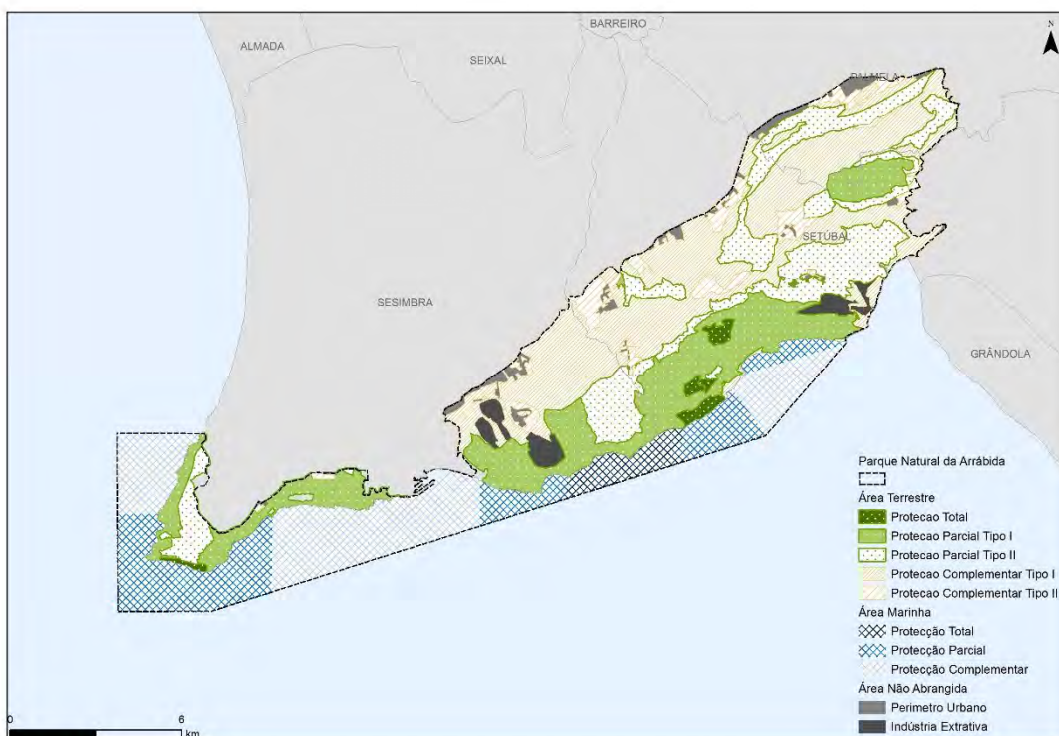 BARREIRO
N
ALMADA
SEIXAL
PALMELA
SETÚBAL
SESIMBRA
GRÂNDOLA
Parque Natural da Arrábida
Área Terrestre
Protecao Total
Protecao Parcial Tipo I
Protecao Parcial Tipo II
Protecao Complementar Tipo I
Protecao Complementar Tipo II
Área Marinha
Protecção Total
Protecção Parcial
Protecção Complementar
Área Não Abrangida
Perimetro Urbano
Indústria Extrativa
0 6
km